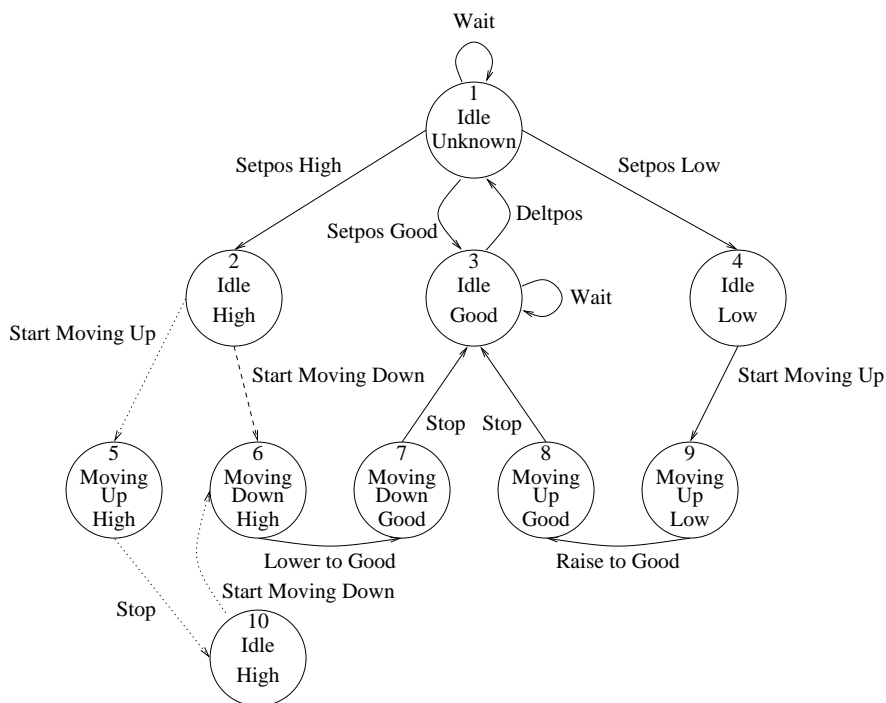 Wait
1
Idle
Unknown
Setpos High
Setpos Low
Setpos Good
Deltpos
2
Idle
High
3
Idle
Good
Wait
4
Idle
Low
Start Moving Up
Start Moving Down
Start Moving Up
Stop
Stop
5
Moving
Up
High
6
Moving
Down
High
7
Moving
Down
Good
8
Moving
Up
Good
9
Moving
Up
Low
Lower to Good
Raise to Good
Start Moving Down
Stop
10
Idle
High